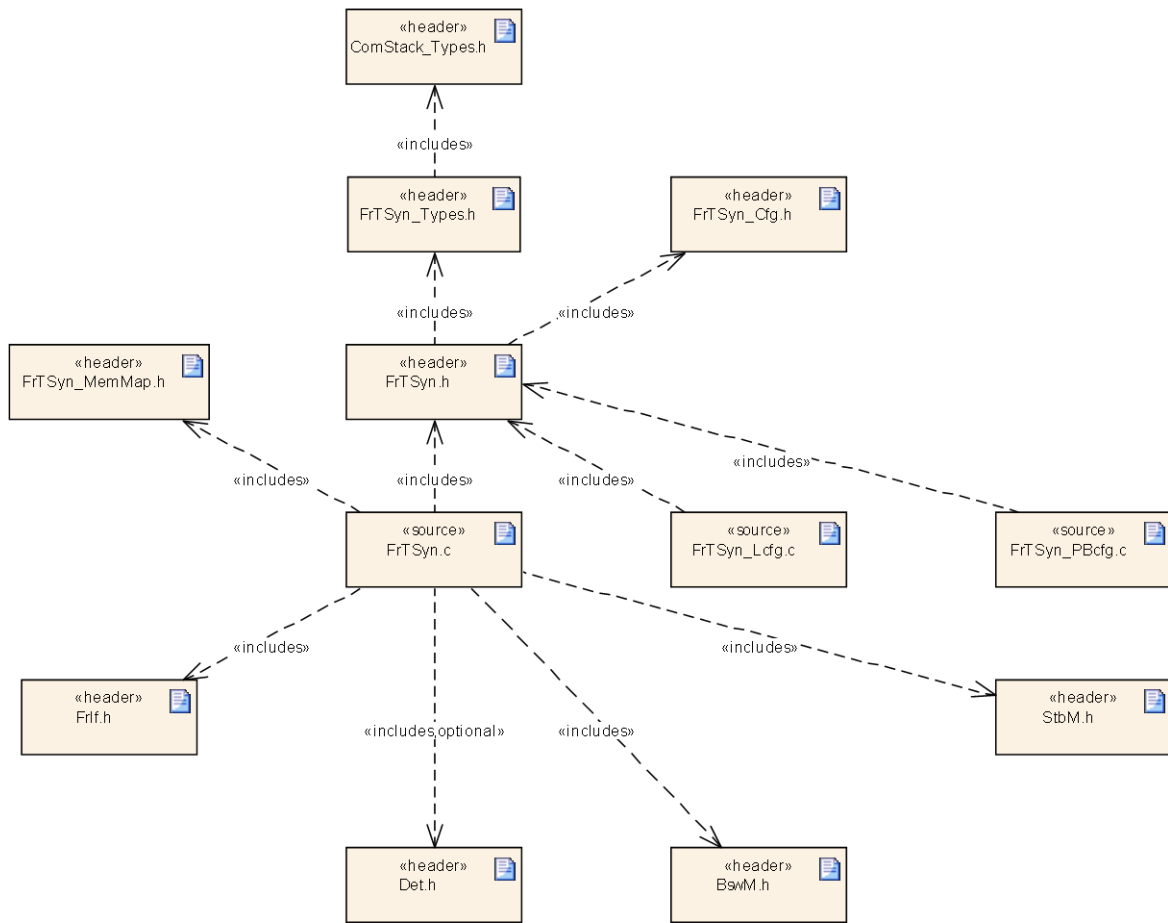 «header»
ComStack_Types.h
«includes»
«header»
FrTSyn_Types.h
«header»
FrTSyn_Cfg.h
«includes»
«includes»
«header»
FrTSyn_MemMap.h
«header»
FrTSyn.h
«includes»
«includes»
«includes»
«includes»
«source»
FrTSyn.c
«source»
FrTSyn_Lcfg.c
«source»
FrTSyn_PBcfg.c
«includes»
«includes»
«header»
FrIf.h
«header»
StbM.h
«includes optional»
«includes»
«header»
Det.h
«header»
BswM.h